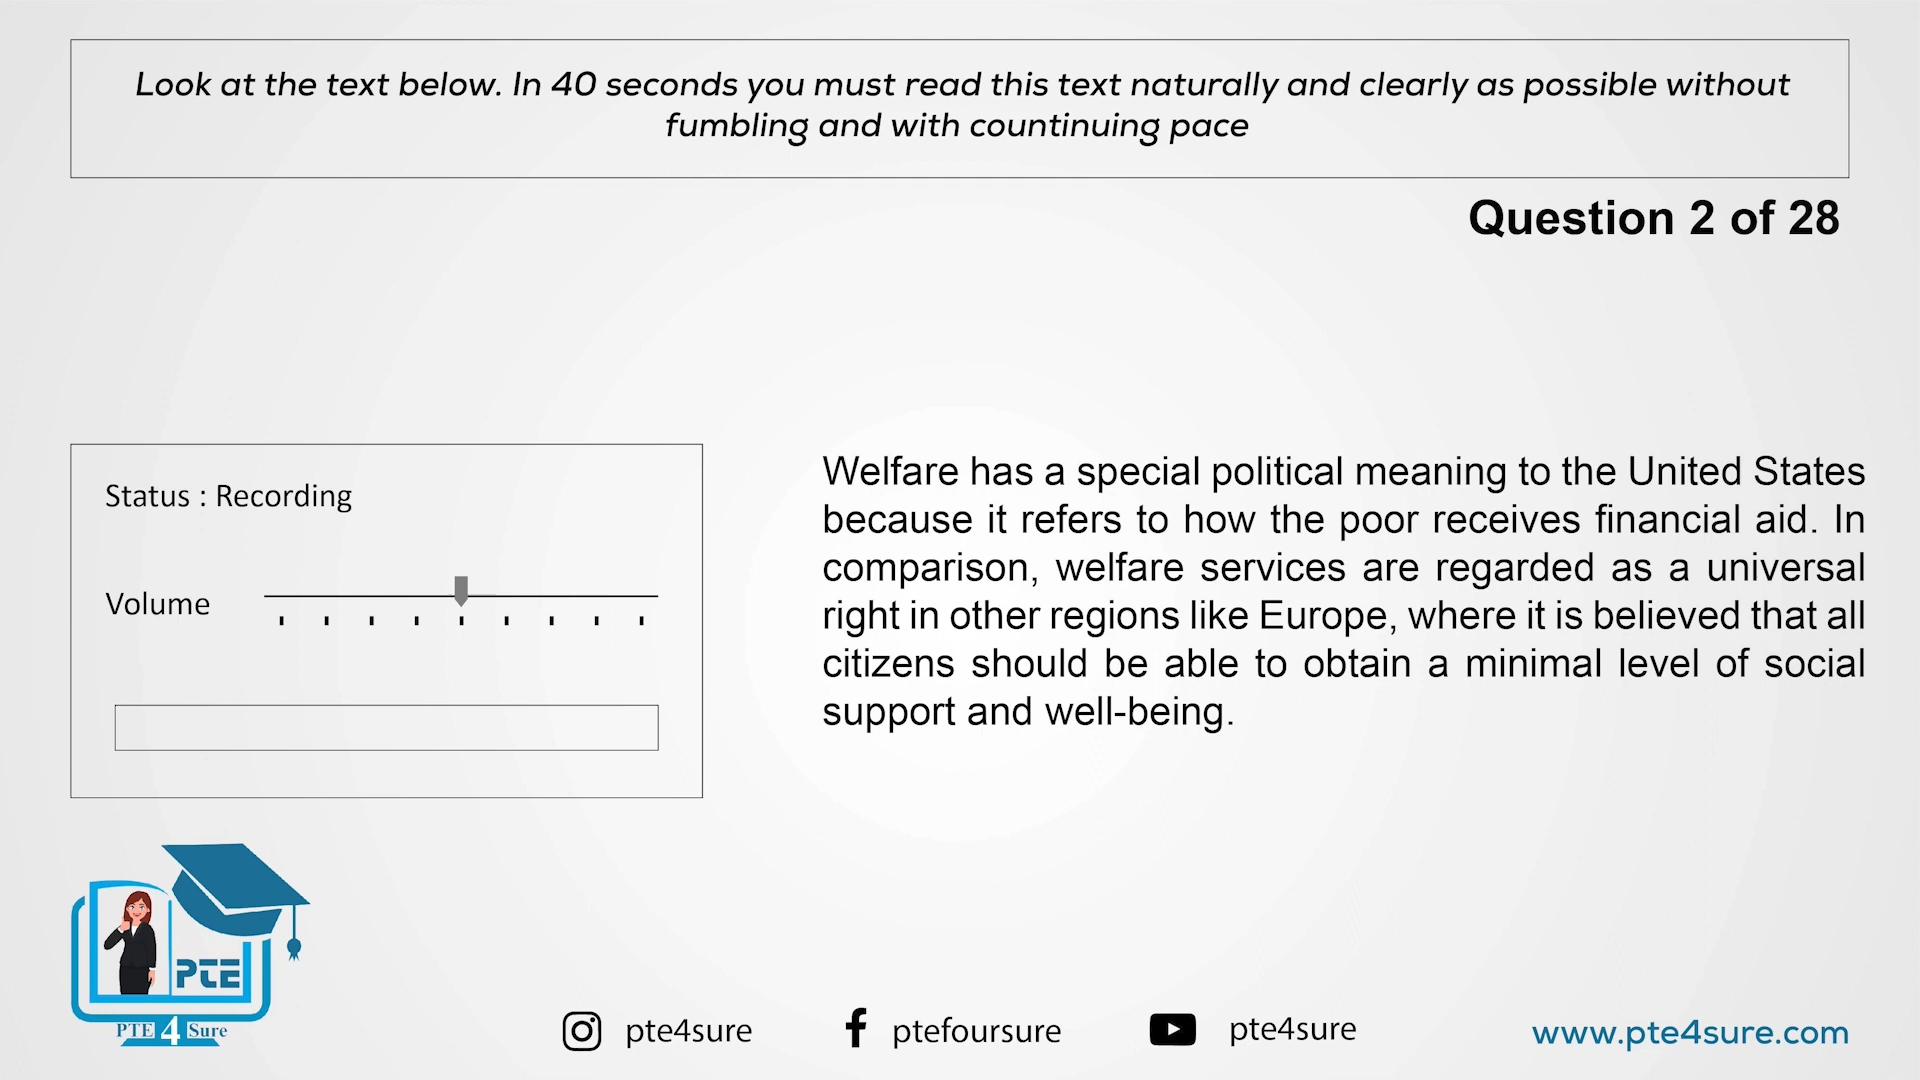 Look at the text below. In 40 seconds you must read this text naturally and clearly as possible without
fumbling and with countinuing pace
Question 2 of 28
Status : Recording
Volume
Welfare has a special political meaning to the United States
because it refers to how the poor receives financial aid. In
comparison, welfare services are regarded as a universal
right in other regions like Europe, where it is believed that all
citizens should be able to obtain a minimal level of social
support and well-being.
PTE
PTE 4 Sure
pte4sure
ptefoursure
pte4sure
www.pte4sure.com